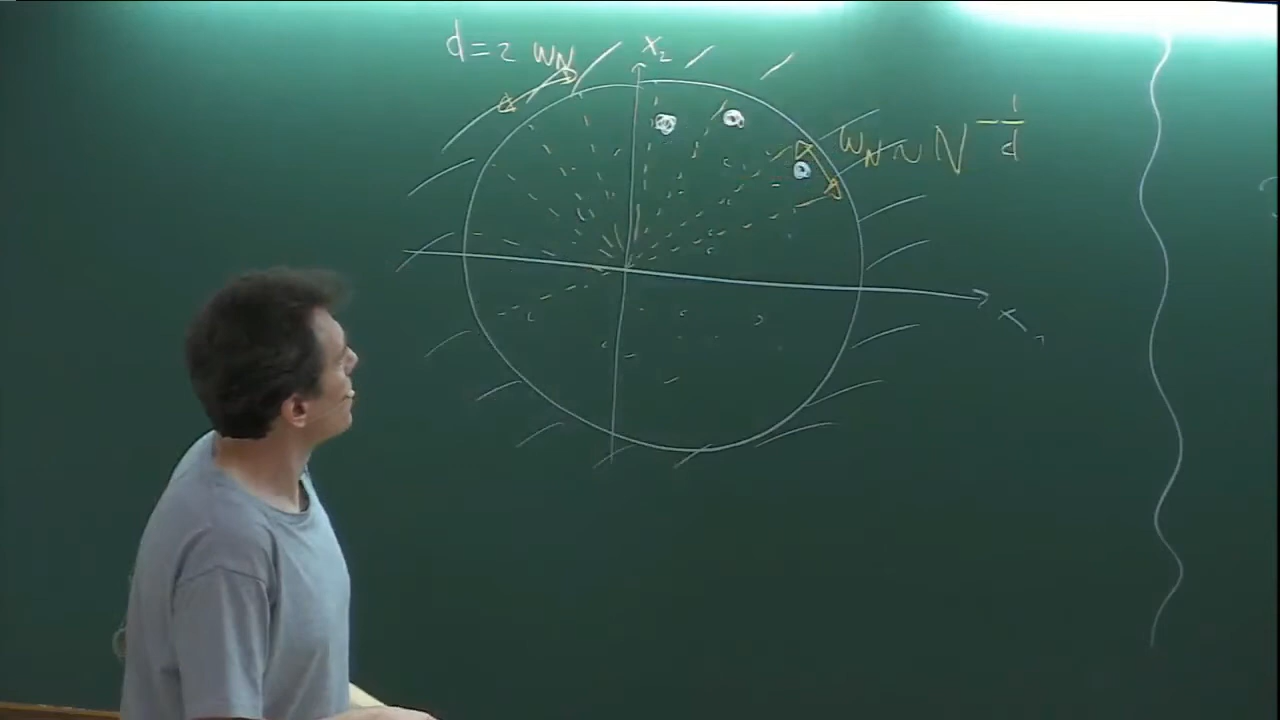 d = 2 w_N
x_2
w_N ~ N^{-1/d}
x_1